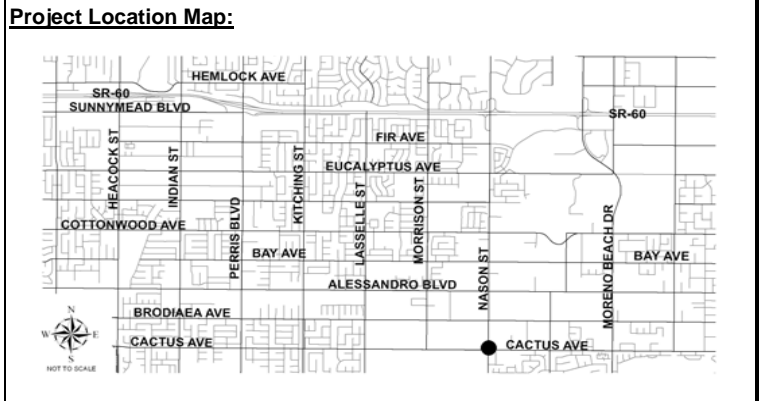 Project Location Map:
HEMLOCK AVE
SR-60
SUNNYMEAD BLVD
SR-60
FIR AVE
EUCALYPTUS AVE
HEACOCK ST
INDIAN ST
PERRIS BLVD
KITCHING ST
LASSELLE ST
MORRISON ST
NASON ST
MORENO BEACH DR
COTTONWOOD AVE
BAY AVE
BAY AVE
ALESSANDRO BLVD
BRODIAEA AVE
CACTUS AVE
CACTUS AVE
N
W E
S
NOT TO SCALE